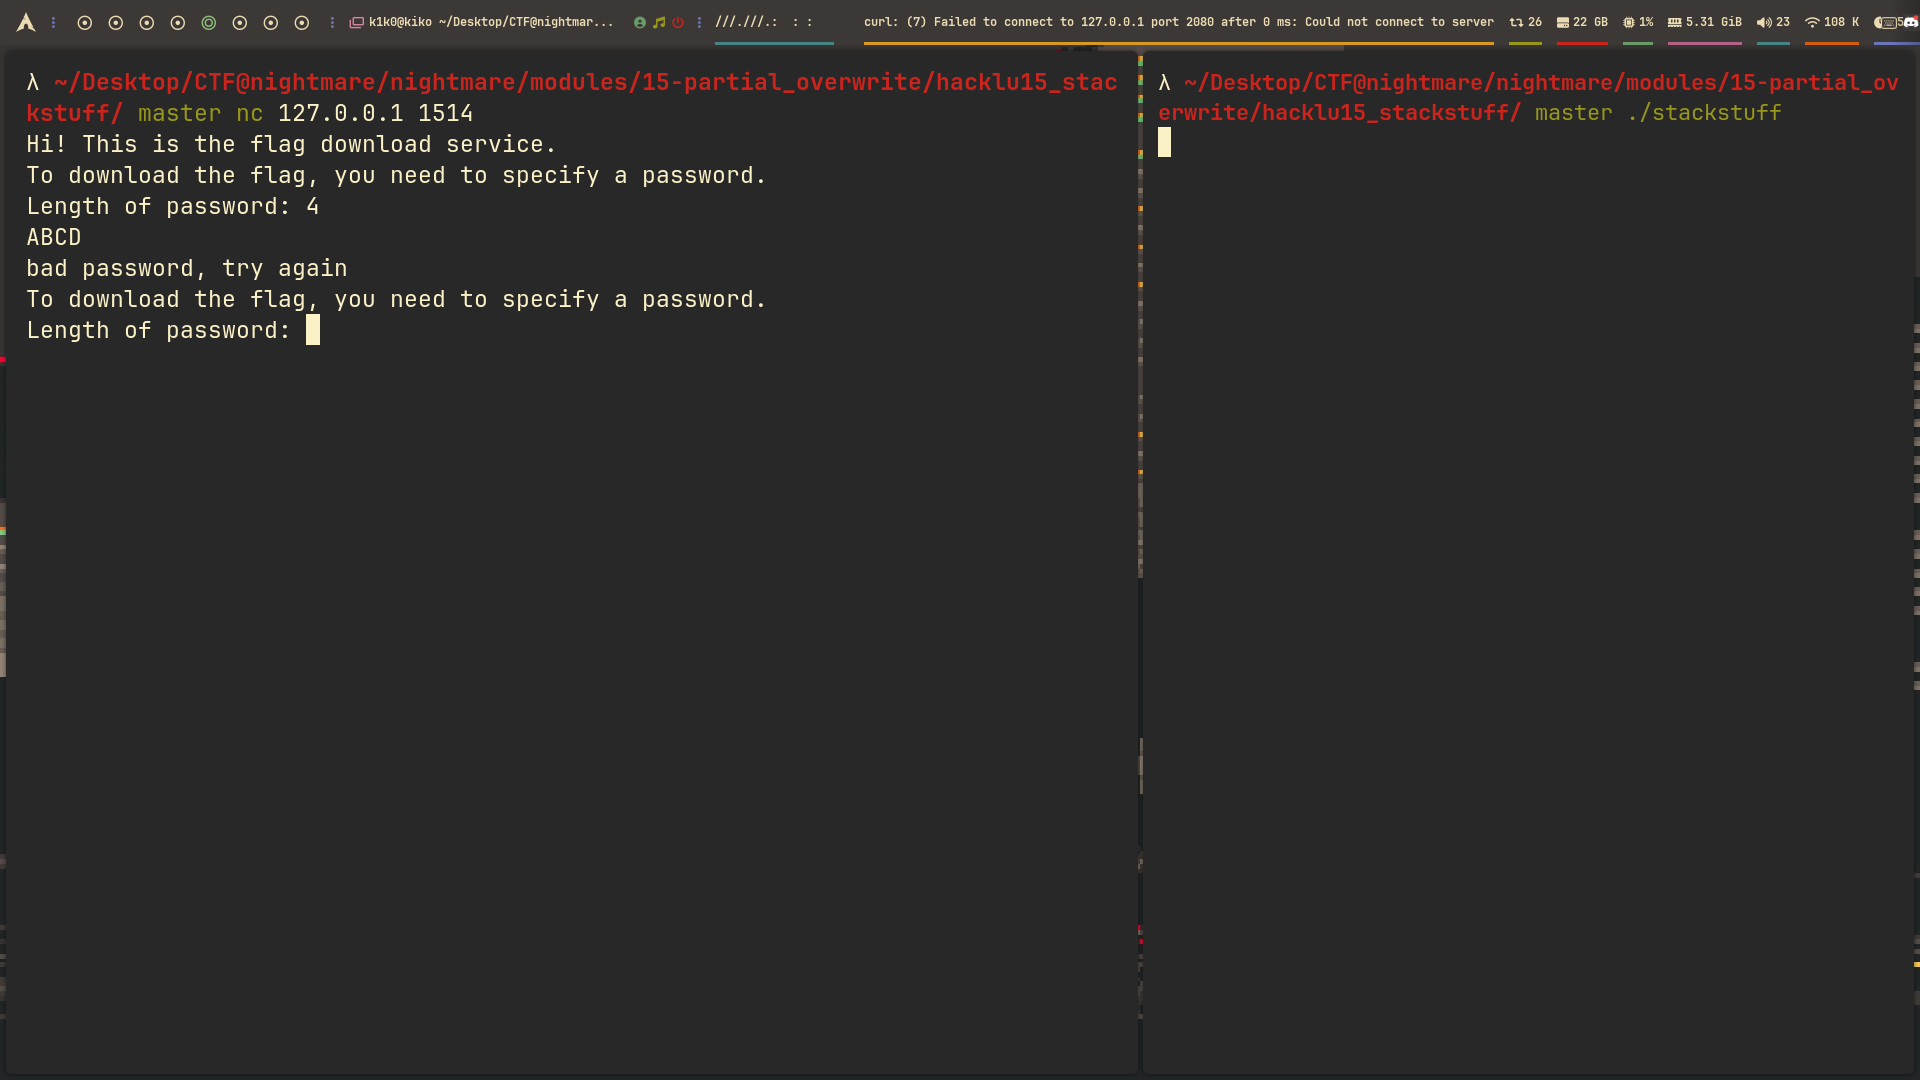 k1k0@kiko ~/Desktop/CTF@nightmar... ///.///.: : : curl: (7) Failed to connect to 127.0.0.1 port 2080 after 0 ms: Could not connect to server 26 22 GB 1% 5.31 GiB 23 108 K
λ ~/Desktop/CTF@nightmare/nightmare/modules/15-partial_overwrite/hacklu15_stac
kstuff/ master nc 127.0.0.1 1514
Hi! This is the flag download service.
To download the flag, you need to specify a password.
Length of password: 4
ABCD
bad password, try again
To download the flag, you need to specify a password.
Length of password:
λ ~/Desktop/CTF@nightmare/nightmare/modules/15-partial_ov
erwrite/hacklu15_stackstuff/ master ./stackstuff